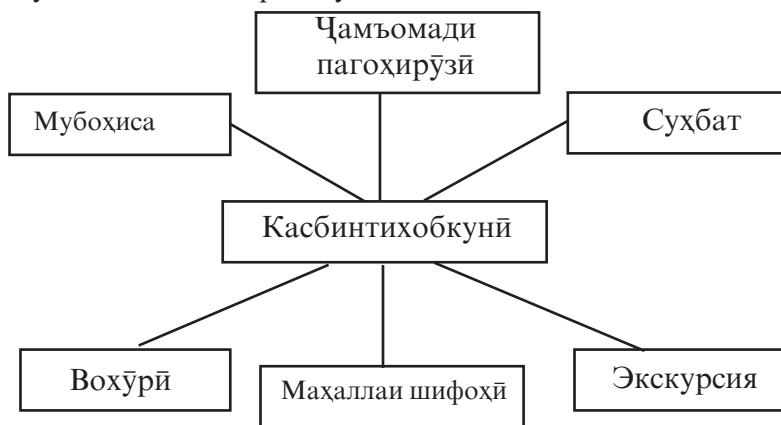 Ҷамъомади
пагоҳирӯзӣ
Мубоҳиса
Суҳбат
Касбинтихобкунӣ
Вохӯрӣ
Маҳаллаи шифоҳӣ
Экскурсия